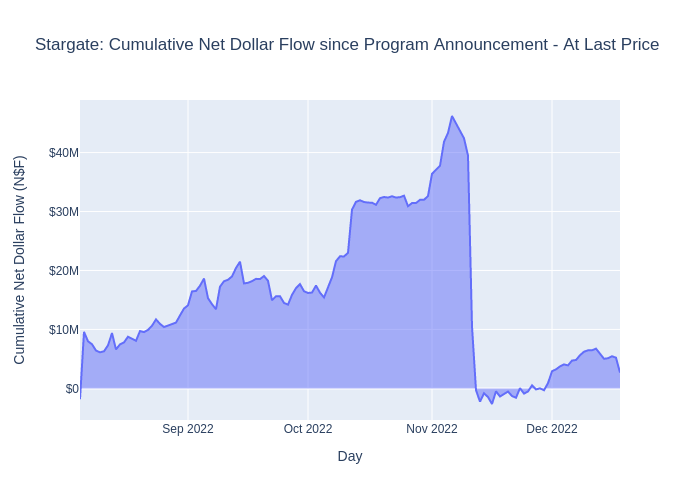 Stargate: Cumulative Net Dollar Flow since Program Announcement - At Last Price
Cumulative Net Dollar Flow (N$F)
$40M
$30M
$20M
$10M
$0
Sep 2022
Oct 2022
Nov 2022
Dec 2022
Day